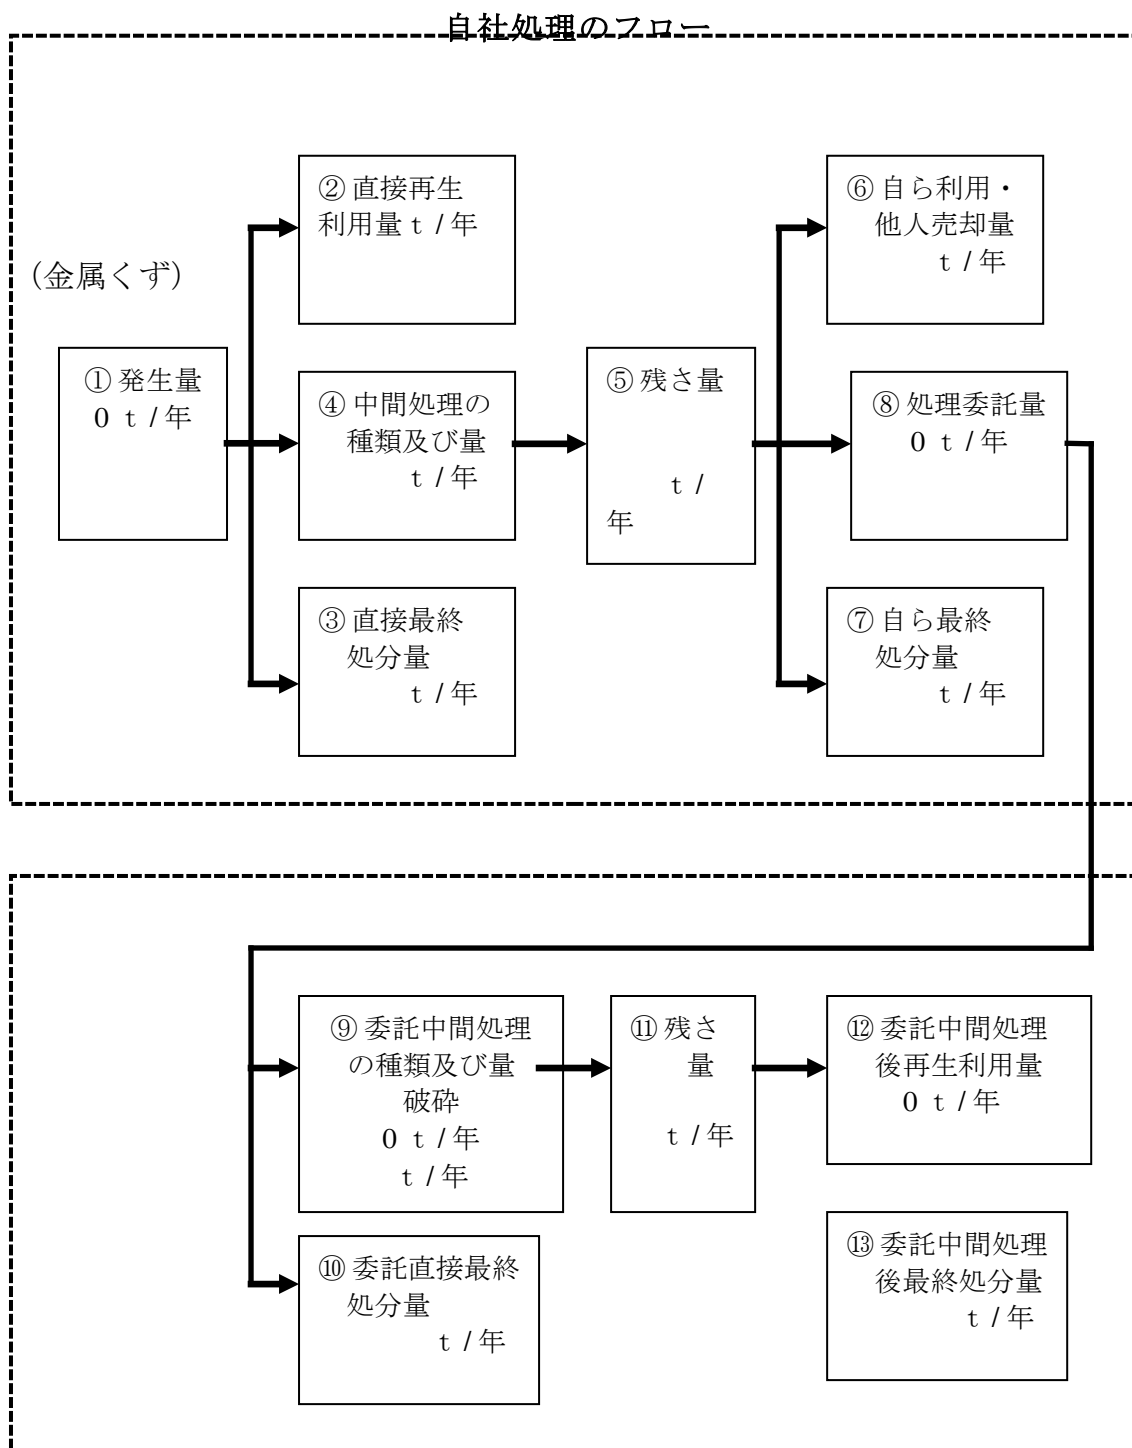 自社処理のフロー
(金属くず)
① 発生量
0 t /年
② 直接再生
利用量 t /年
④ 中間処理の
種類及び量
t /年
③ 直接最終
処分量
t /年
⑤ 残さ量
t /
年
⑥ 自ら利用・
他人売却量
t /年
⑧ 処理委託量
0 t /年
⑦ 自ら最終
処分量
t /年
⑨ 委託中間処理
の種類及び量
破砕
0 t /年
t /年
⑩ 委託直接最終
処分量
t /年
⑪ 残さ
量
t /年
⑫ 委託中間処理
後再生利用量
0 t /年
⑬ 委託中間処理
後最終処分量
t /年